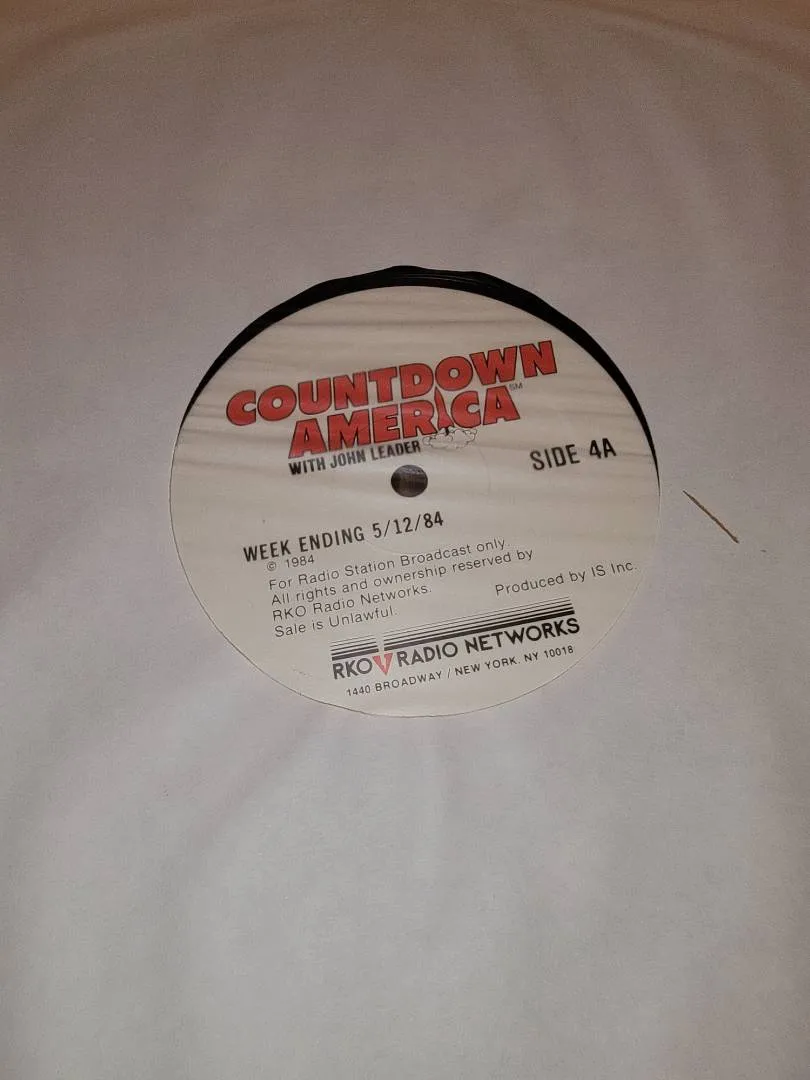 COUNTDOWN
AMERICA SM
WITH JOHN LEADER
SIDE 4A
WEEK ENDING 5/12/84
© 1984
For Radio Station Broadcast only.
All rights and ownership reserved by
RKO Radio Networks.
Sale is Unlawful.
Produced by IS Inc.
RKO RADIO NETWORKS
1440 BROADWAY / NEW YORK, NY 10018